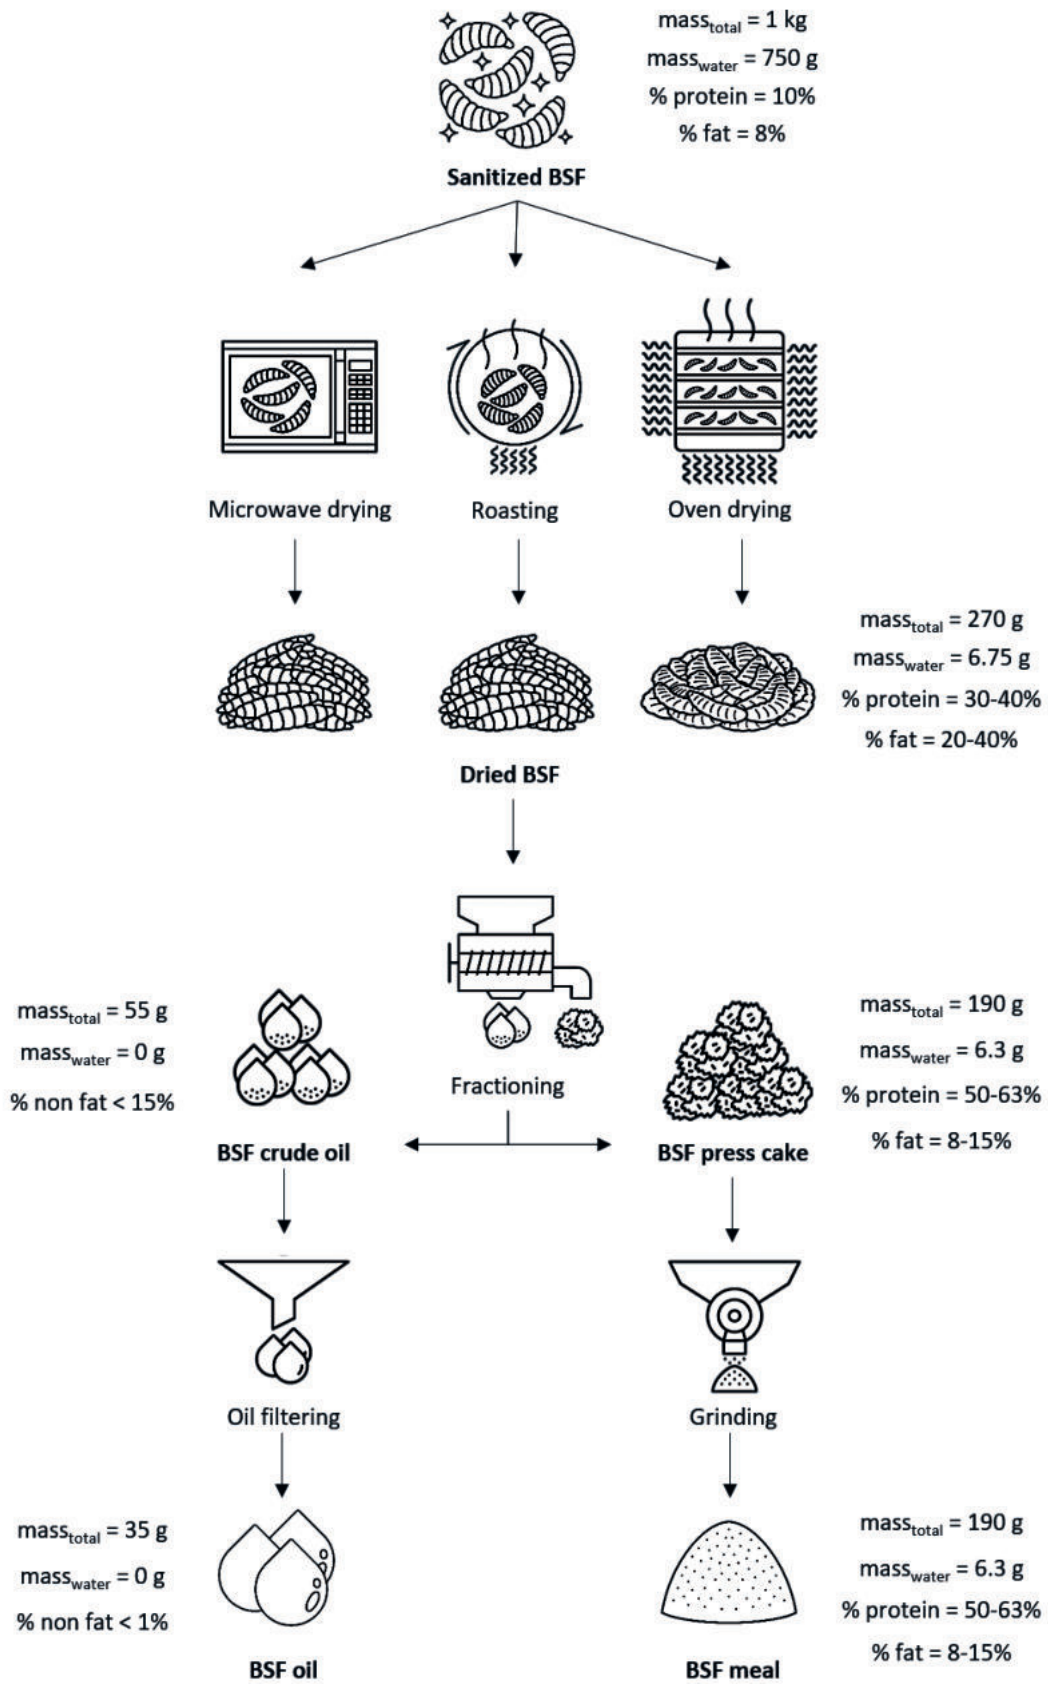 mass_total = 1 kg
mass_water = 750 g
% protein = 10%
% fat = 8%
Sanitized BSF
Microwave drying
Roasting
Oven drying
mass_total = 270 g
mass_water = 6.75 g
% protein = 30-40%
% fat = 20-40%
Dried BSF
mass_total = 55 g
mass_water = 0 g
% non fat < 15%
BSF crude oil
Fractioning
mass_total = 190 g
mass_water = 6.3 g
% protein = 50-63%
% fat = 8-15%
BSF press cake
Oil filtering
Grinding
mass_total = 35 g
mass_water = 0 g
% non fat < 1%
BSF oil
mass_total = 190 g
mass_water = 6.3 g
% protein = 50-63%
% fat = 8-15%
BSF meal